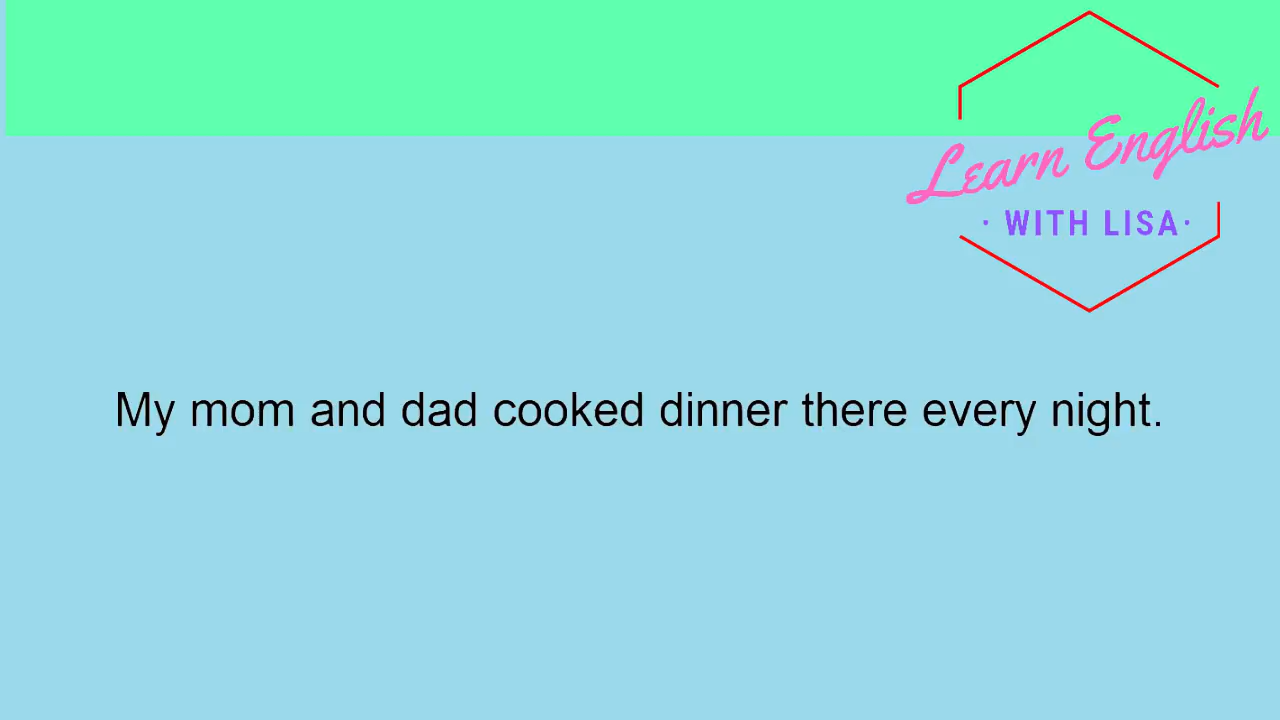 Learn English
· WITH LISA ·
My mom and dad cooked dinner there every night.